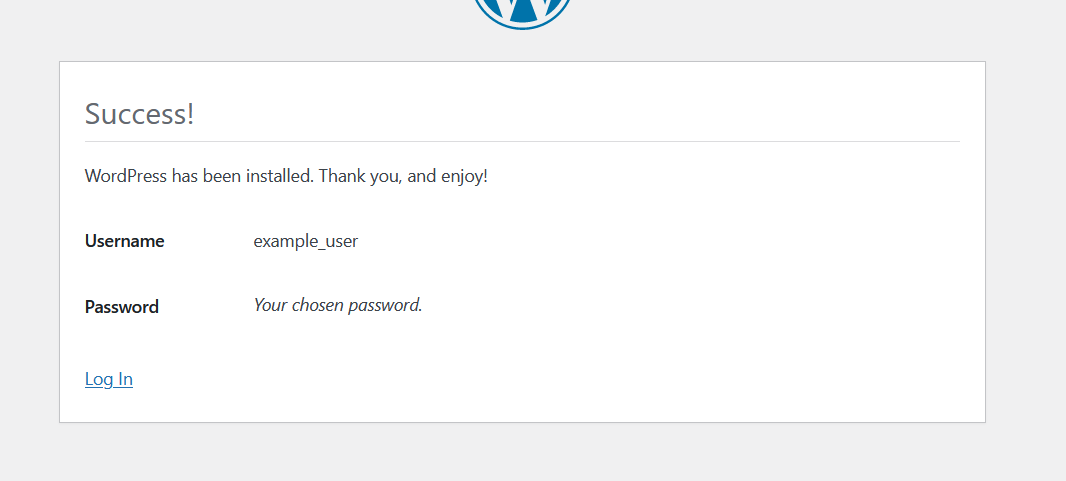 Success!
WordPress has been installed. Thank you, and enjoy!
Username example_user
Password Your chosen password.
Log In